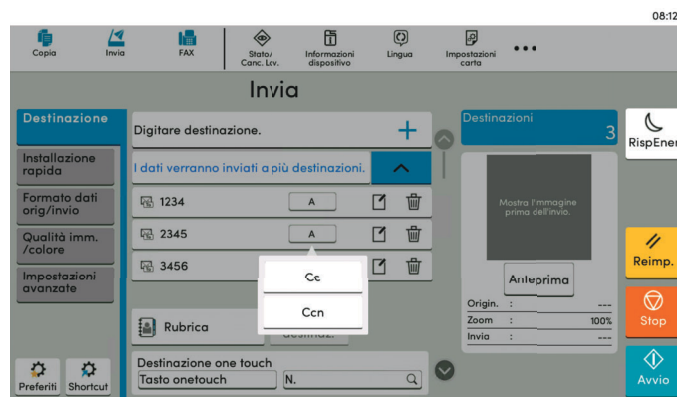 08:12
Copia
Invia
FAX
Stato/
Canc. Lav.
Informazioni
dispositivo
Lingua
Impostazioni
carta
Invia
Destinazione
Installazione
rapida
Formato dati
orig/invio
Qualità imm.
/colore
Impostazioni
avanzate
Preferiti
Shortcut
Digitare destinazione.
I dati verranno inviati a più destinazioni.
1234
A
2345
A
3456
Cc
Ccn
Rubrica
destinaz.
Destinazione one touch
Tasto onetouch
N.
Destinazioni
3
Mostra l'immagine
prima dell'invio.
Anteprima
Origin. : ---
Zoom : 100%
Invia : ---
RispEner
Reimp.
Stop
Avvio